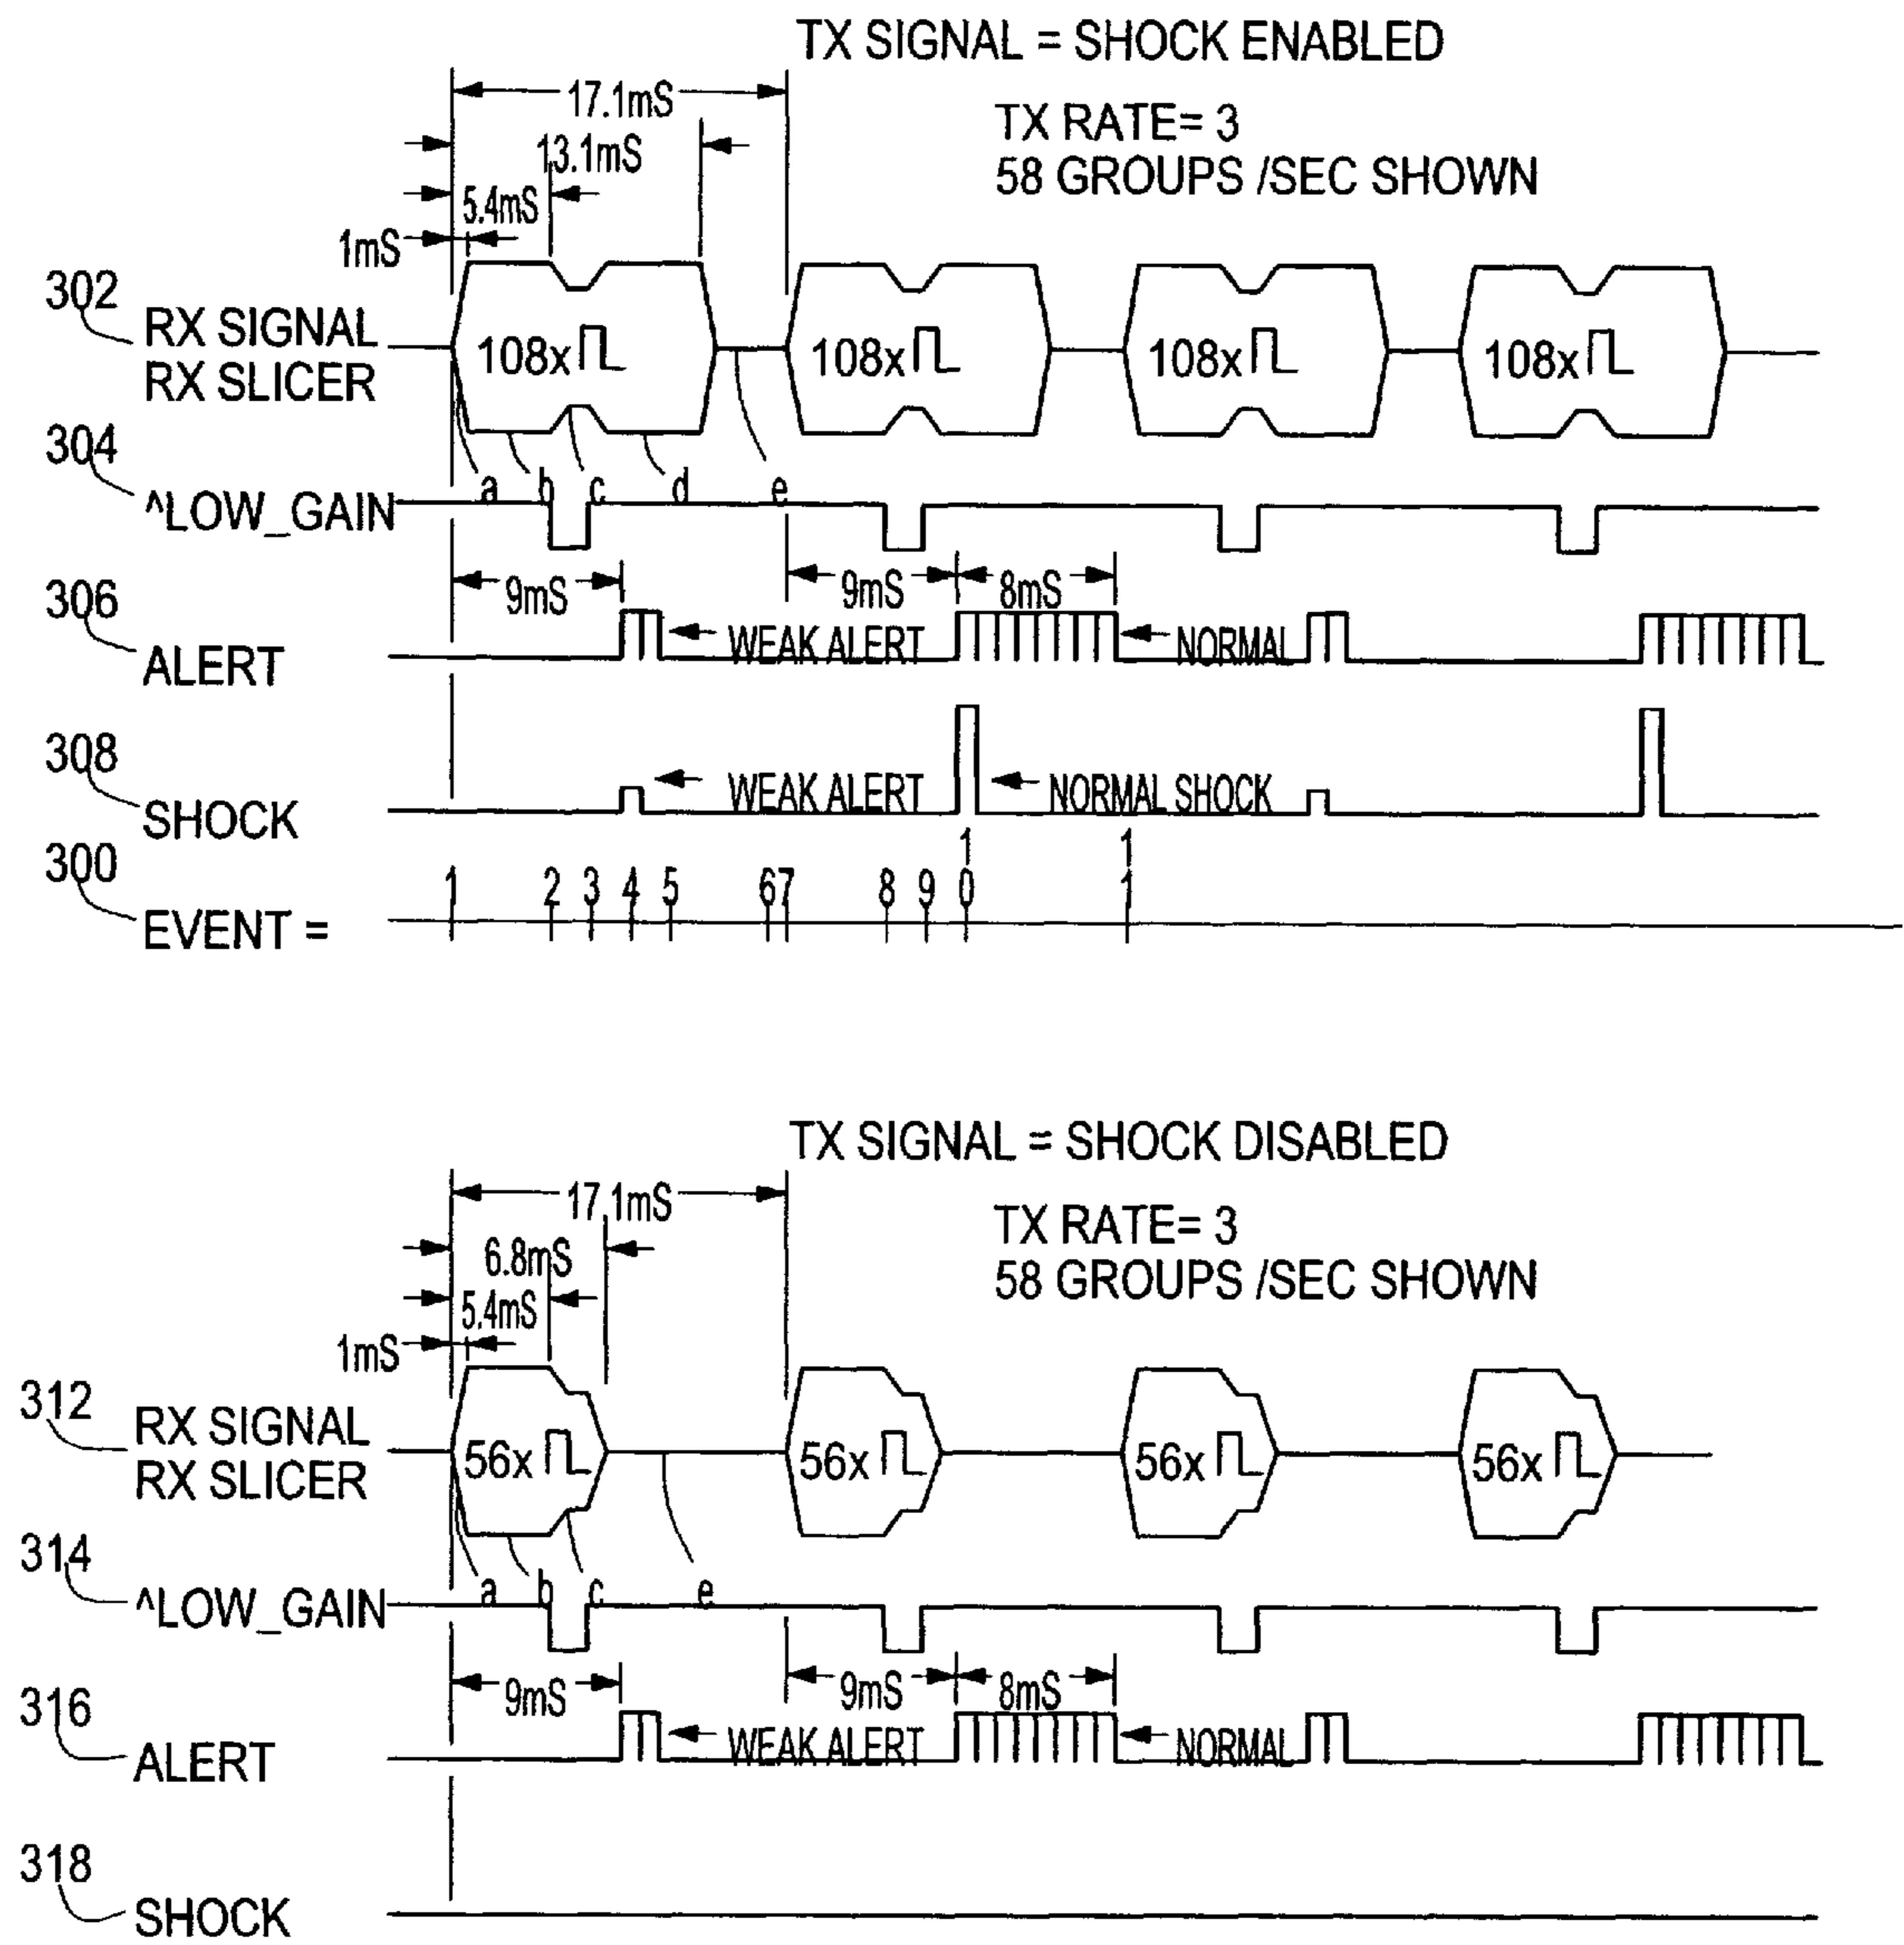 TX SIGNAL = SHOCK ENABLED
17.1mS
TX RATE= 3
13.1mS
58 GROUPS /SEC SHOWN
5.4mS
1mS
302
RX SIGNAL
RX SLICER
108x 108x 108x 108x
304
a b c d e
^LOW_GAIN
9mS 9mS 8mS
306
ALERT
WEAK ALERT NORMAL
308
SHOCK
WEAK ALERT NORMAL SHOCK
300
EVENT =
1 2 3 4 5 6 7 8 9 10 11
TX SIGNAL = SHOCK DISABLED
17.1mS
TX RATE= 3
6.8mS
58 GROUPS /SEC SHOWN
5.4mS
1mS
312
RX SIGNAL
RX SLICER
56x 56x 56x 56x
314
a b c e
^LOW_GAIN
9mS 9mS 8mS
316
ALERT
WEAK ALERT NORMAL
318
SHOCK